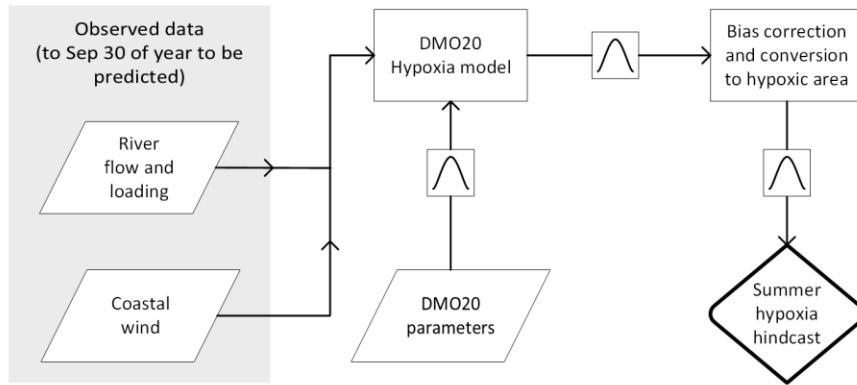 Observed data
(to Sep 30 of year to be
predicted)
River
flow and
loading
Coastal
wind
DMO20
Hypoxia model
DMO20
parameters
Bias correction
and conversion
to hypoxic area
Summer
hypoxia
hindcast